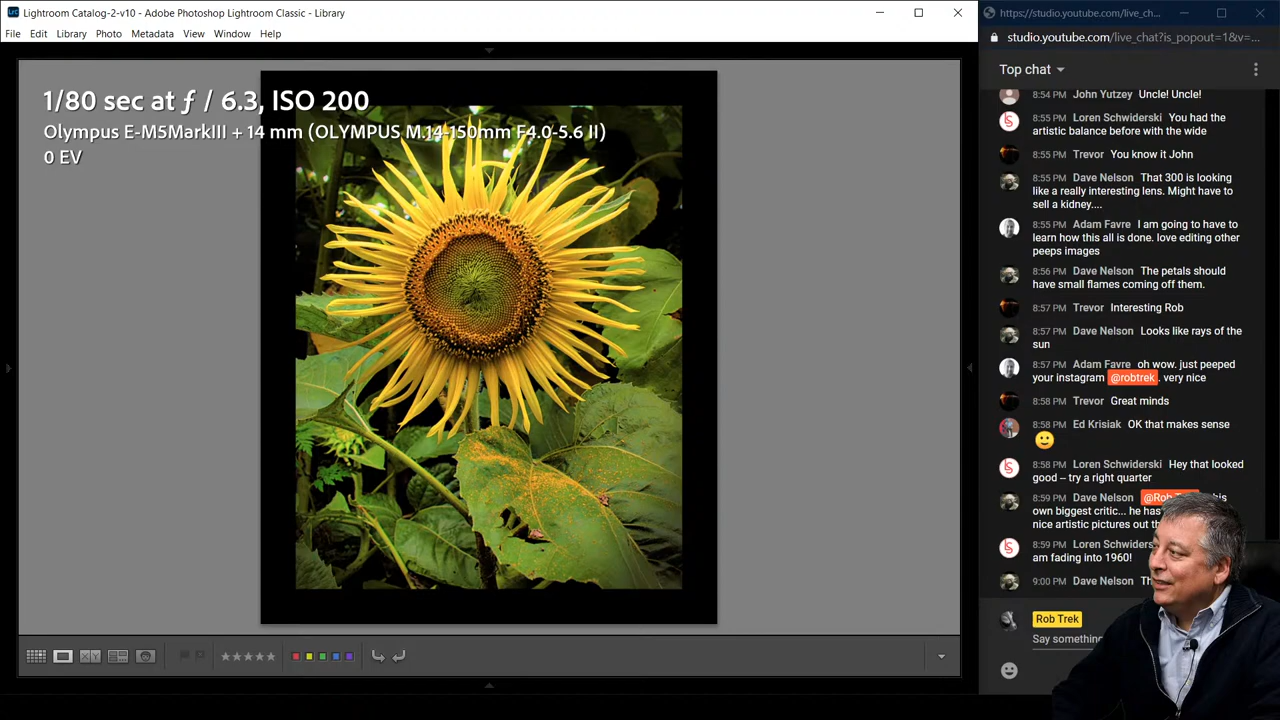 Lightroom Catalog-2-v10 - Adobe Photoshop Lightroom Classic - Library
File Edit Library Photo Metadata View Window Help
1/80 sec at ƒ / 6.3, ISO 200
Olympus E-M5MarkIII + 14 mm (OLYMPUS M.14-150mm F4.0-5.6 II)
0 EV
https://studio.youtube.com/live_ch...
studio.youtube.com/live_chat?is_popout=1&v=...
Top chat
8:54 PM John Yutzey Uncle! Uncle!
8:55 PM Loren Schwiderski You had the
artistic balance before with the wide
8:55 PM Trevor You know it John
8:55 PM Dave Nelson That 300 is looking
like a really interesting lens. Might have to
sell a kidney....
8:55 PM Adam Favre I am going to have to
learn how this all is done. love editing other
peeps images
8:56 PM Dave Nelson The petals should
have small flames coming off them.
8:57 PM Trevor Interesting Rob
8:57 PM Dave Nelson Looks like rays of the
sun
8:57 PM Adam Favre oh wow. just peeped
your instagram @robtrek . very nice
8:58 PM Trevor Great minds
8:58 PM Ed Krisiak OK that makes sense
8:58 PM Loren Schwiderski Hey that looked
good – try a right quarter
8:59 PM Dave Nelson @Rob
own biggest critic... he has
nice artistic pictures out
8:59 PM Loren Schwiders
am fading into 1960!
9:00 PM Dave Nelson
Rob Trek
Say something